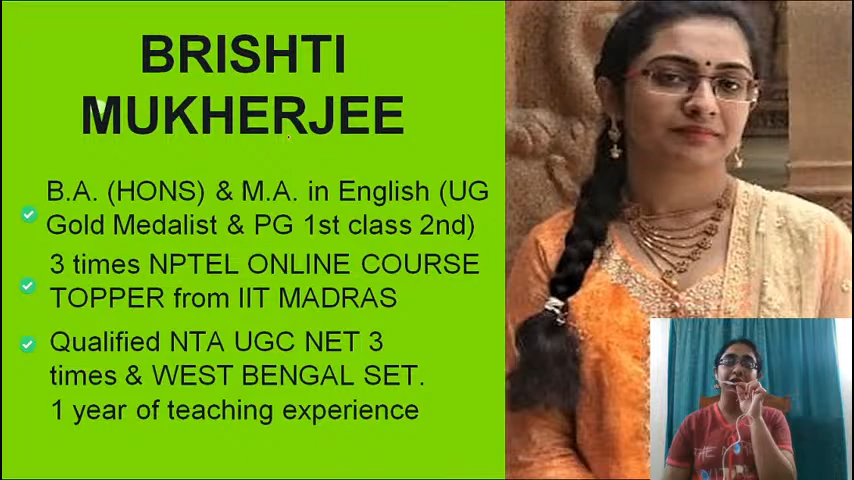 BRISHTI
MUKHERJEE
B.A. (HONS) & M.A. in English (UG
Gold Medalist & PG 1st class 2nd)
3 times NPTEL ONLINE COURSE
TOPPER from IIT MADRAS
Qualified NTA UGC NET 3
times & WEST BENGAL SET.
1 year of teaching experience